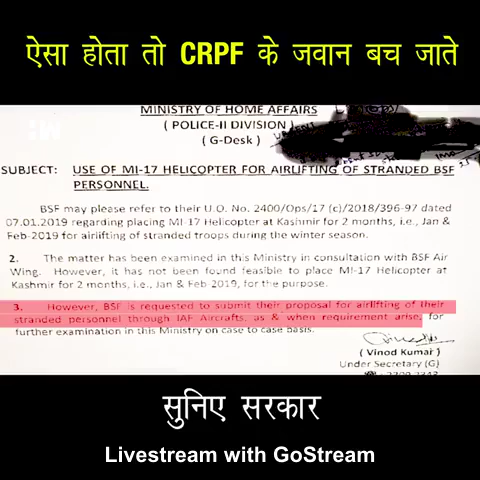 ऐसा होता तो CRPF के जवान बच जाते
MINISTRY OF HOME AFFAIRS
( POLICE-II DIVISION )
( G-Desk )
SUBJECT: USE OF MI-17 HELICOPTER FOR AIRLIFTING OF STRANDED BSF
PERSONNEL.
BSF may please refer to their U.O. No. 2400/Ops/17 (c)/2018/396-97 dated
07.01.2019 regarding placing MI-17 Helicopter at Kashmir for 2 months, i.e., Jan &
Feb-2019 for airlifting of stranded troops during the winter season.
2. The matter has been examined in this Ministry in consultation with BSF Air
Wing. However, it has not been found feasible to place MI-17 Helicopter at
Kashmir for 2 months, i.e., Jan & Feb-2019, for the purpose.
3. However, BSF is requested to submit their proposal for airlifting of their
stranded personnel through IAF Aircrafts, as & when requirement arise, for
further examination in this Ministry on case to case basis.
( Vinod Kumar )
Under Secretary (G)
सुनिए सरकार
Livestream with GoStream